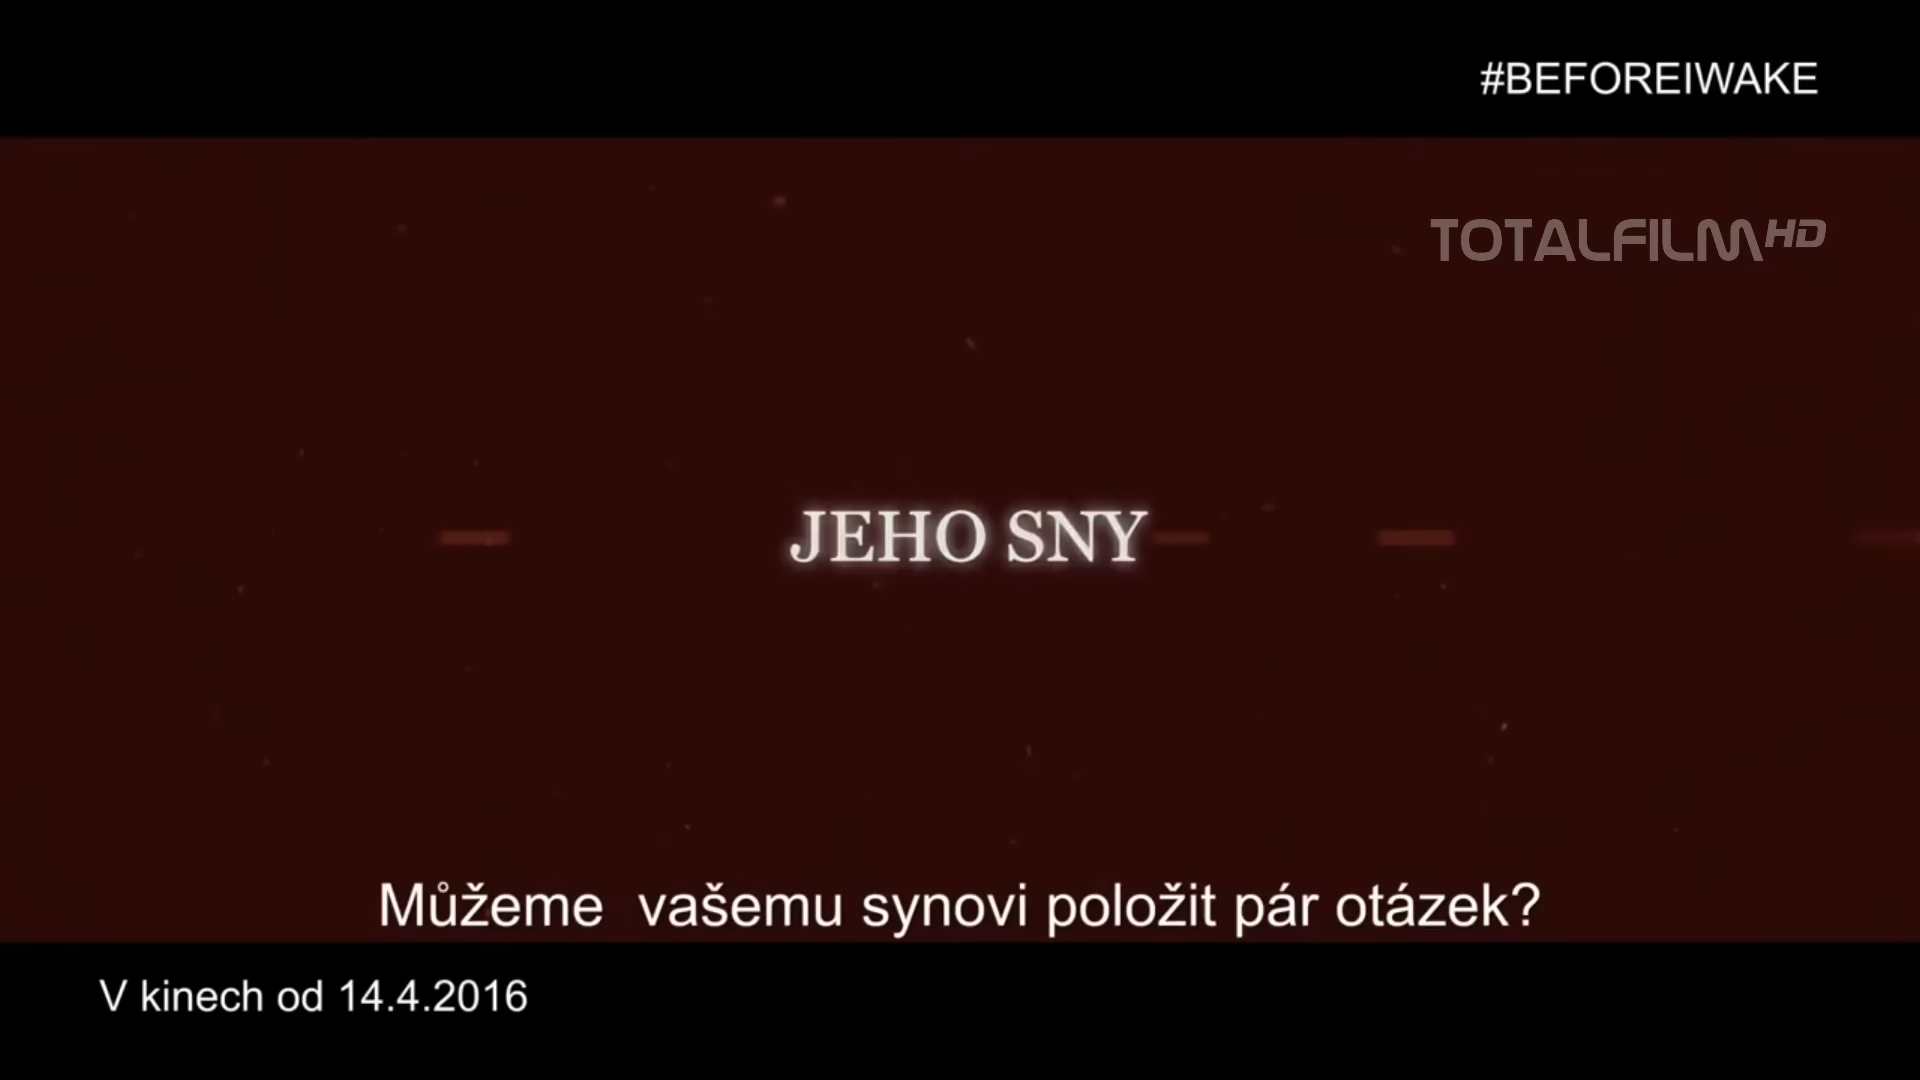 #BEFOREIWAKE
TOTALFILMHD
JEHO SNY
Můžeme  vašemu synovi položit pár otázek?
V kinech od 14.4.2016